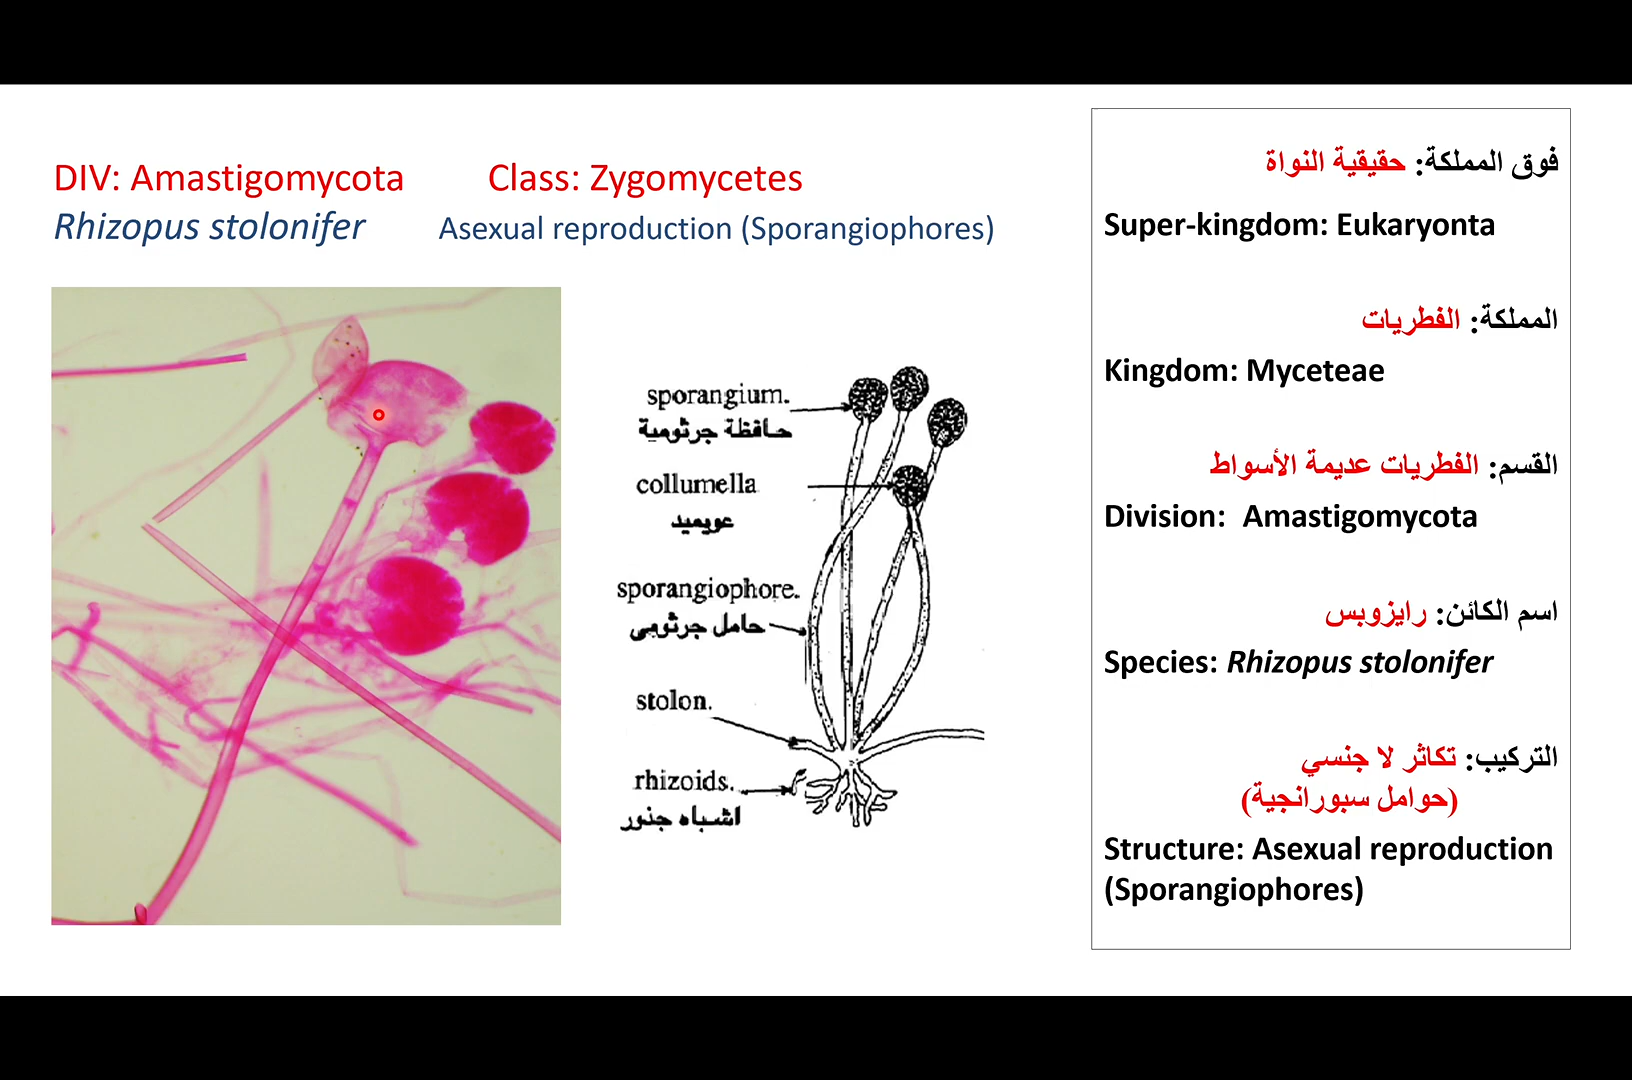 DIV: Amastigomycota Class: Zygomycetes
Rhizopus stolonifer Asexual reproduction (Sporangiophores)
sporangium.
حافظة جرثومية
collumella
عويميد
sporangiophore.
حامل جرثومي
stolon.
rhizoids.
اشباه جذور
فوق المملكة: حقيقية النواة
Super-kingdom: Eukaryonta
المملكة: الفطريات
Kingdom: Myceteae
القسم: الفطريات عديمة الأسواط
Division: Amastigomycota
اسم الكائن: رايزوبس
Species: Rhizopus stolonifer
التركيب: تكاثر لا جنسي
(حوامل سبورانجية)
Structure: Asexual reproduction
(Sporangiophores)